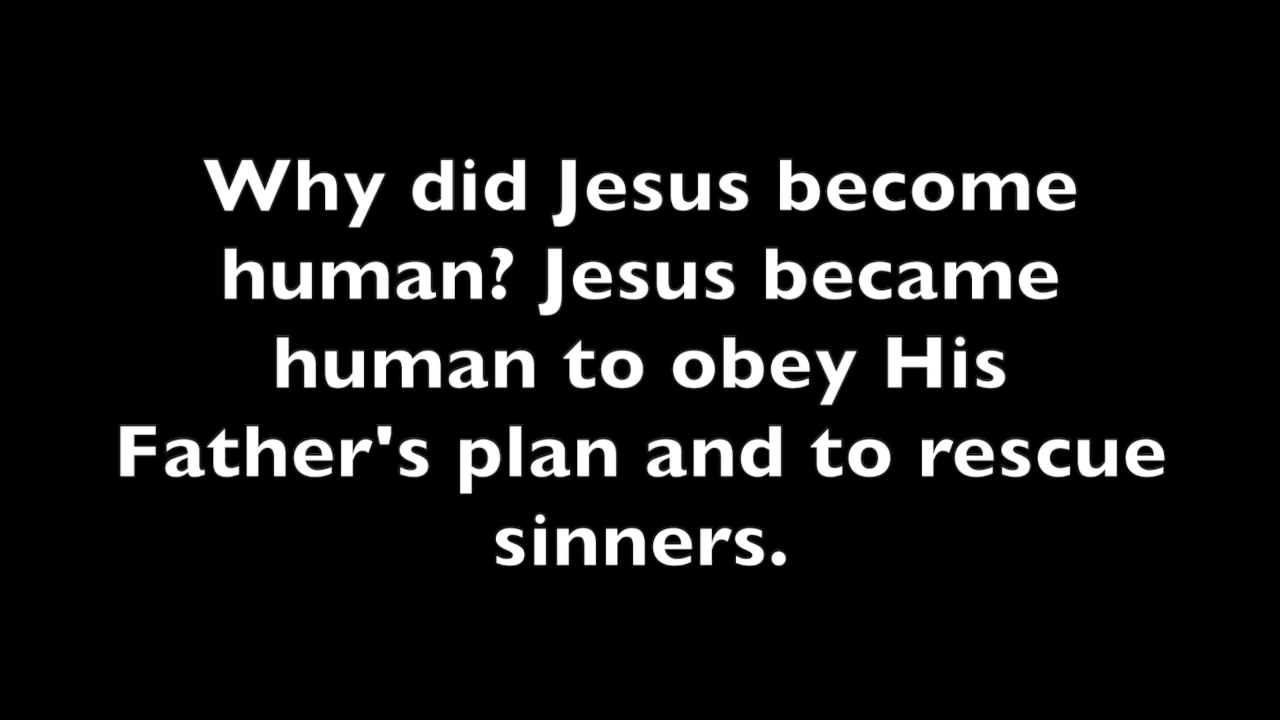 Why did Jesus become
human? Jesus became
human to obey His
Father's plan and to rescue
sinners.